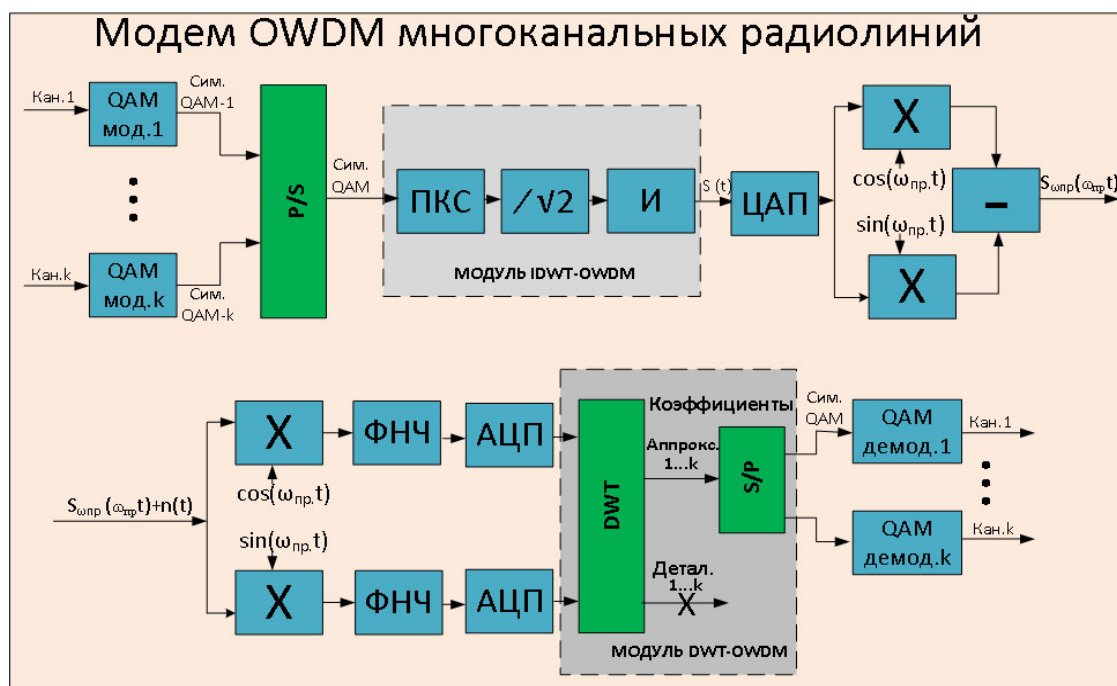 Модем OWDM многоканальных радиолиний
Кан.1
QAM
мод.1
Сим.
QAM-1
Кан.k
QAM
мод.k
Сим.
QAM-k
P/S
Сим.
QAM
ПКС
/√2
И
МОДУЛЬ IDWT-OWDM
S (t)
ЦАП
X
cos(ωпр.t)
sin(ωпр.t)
X
–
Sωпр(ωпр.t)
Sωпр (ωпрt)+n(t)
X
cos(ωпр.t)
sin(ωпр.t)
X
ФНЧ
АЦП
ФНЧ
АЦП
DWT
Коэффициенты
Аппрокс.
1...k
Детал.
1...k
X
S/P
МОДУЛЬ DWT-OWDM
Сим.
QAM
QAM
демод.1
Кан.1
QAM
демод.k
Кан.k